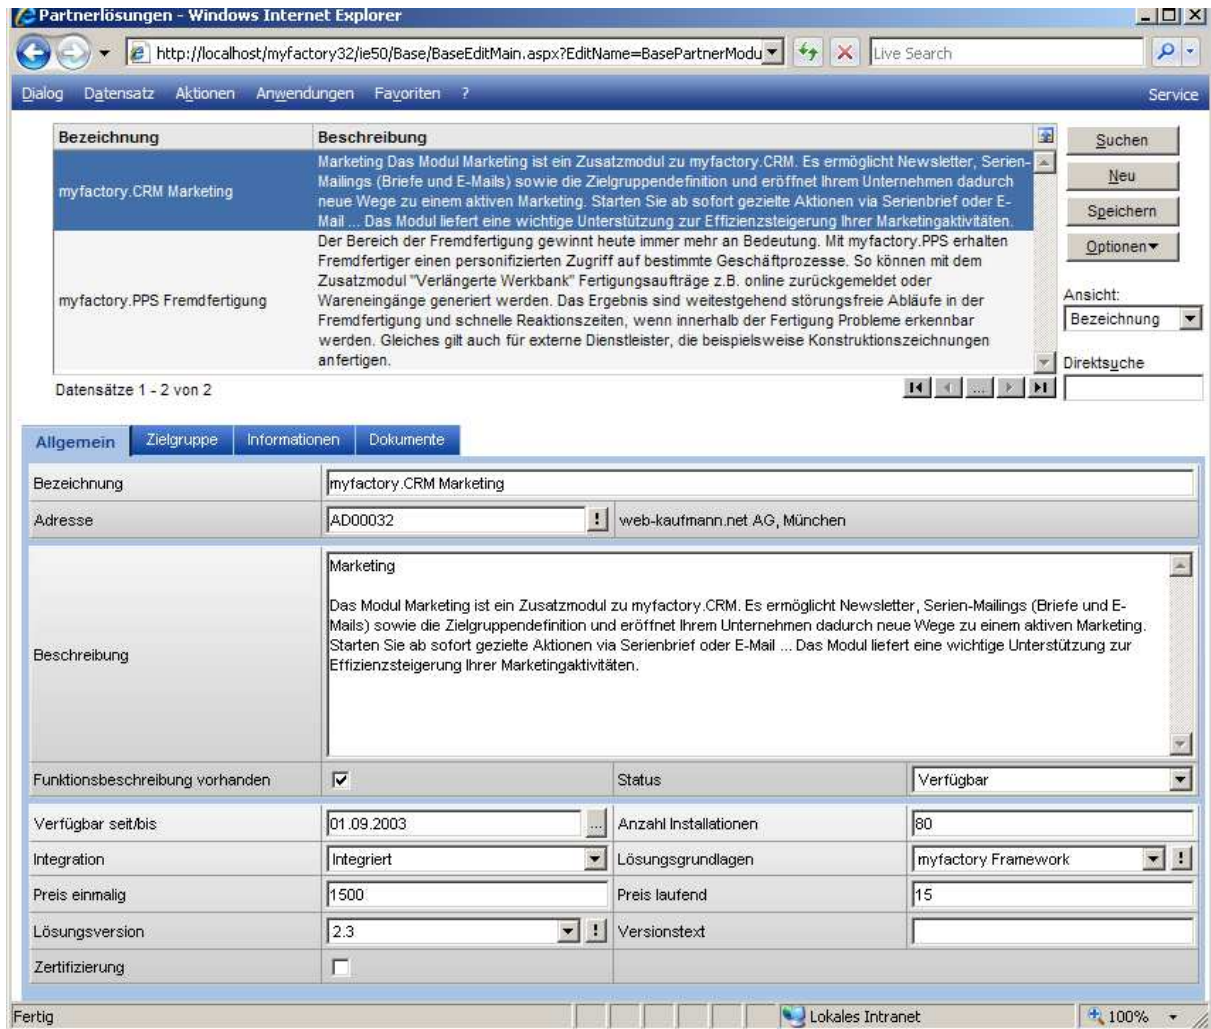 Partnerlösungen - Windows Internet Explorer
http://localhost/myfactory32/ie50/Base/BaseEditMain.aspx?EditName=BasePartnerModu
Live Search
Dialog Datensatz Aktionen Anwendungen Favoriten ? Service
Bezeichnung Beschreibung
myfactory.CRM Marketing
Marketing Das Modul Marketing ist ein Zusatzmodul zu myfactory.CRM. Es ermöglicht Newsletter, Serien-
Mailings (Briefe und E-Mails) sowie die Zielgruppendefinition und eröffnet Ihrem Unternehmen dadurch
neue Wege zu einem aktiven Marketing. Starten Sie ab sofort gezielte Aktionen via Serienbrief oder E-
Mail ... Das Modul liefert eine wichtige Unterstützung zur Effizienzsteigerung Ihrer Marketingaktivitäten.
myfactory.PPS Fremdfertigung
Der Bereich der Fremdfertigung gewinnt heute immer mehr an Bedeutung. Mit myfactory.PPS erhalten
Fremdfertiger einen personifizierten Zugriff auf bestimmte Geschäftprozesse. So können mit dem
Zusatzmodul "Verlängerte Werkbank" Fertigungsaufträge z.B. online zurückgemeldet oder
Wareneingänge generiert werden. Das Ergebnis sind weitestgehend störungsfreie Abläufe in der
Fremdfertigung und schnelle Reaktionszeiten, wenn innerhalb der Fertigung Probleme erkennbar
werden. Gleiches gilt auch für externe Dienstleister, die beispielsweise Konstruktionszeichnungen
anfertigen.
Datensätze 1 - 2 von 2
...
Suchen
Neu
Speichern
Optionen
Ansicht:
Bezeichnung
Direktsuche
Allgemein Zielgruppe Informationen Dokumente
Bezeichnung myfactory.CRM Marketing
Adresse AD00032 ! web-kaufmann.net AG, München
Beschreibung
Marketing
Das Modul Marketing ist ein Zusatzmodul zu myfactory.CRM. Es ermöglicht Newsletter, Serien-Mailings (Briefe und E-
Mails) sowie die Zielgruppendefinition und eröffnet Ihrem Unternehmen dadurch neue Wege zu einem aktiven Marketing.
Starten Sie ab sofort gezielte Aktionen via Serienbrief oder E-Mail ... Das Modul liefert eine wichtige Unterstützung zur
Effizienzsteigerung Ihrer Marketingaktivitäten.
Funktionsbeschreibung vorhanden Status Verfügbar
Verfügbar seit/bis 01.09.2003 ... Anzahl Installationen 80
Integration Integriert Lösungsgrundlagen myfactory Framework !
Preis einmalig 1500 Preis laufend 15
Lösungsversion 2.3 ! Versionstext
Zertifizierung
Fertig Lokales Intranet 100%